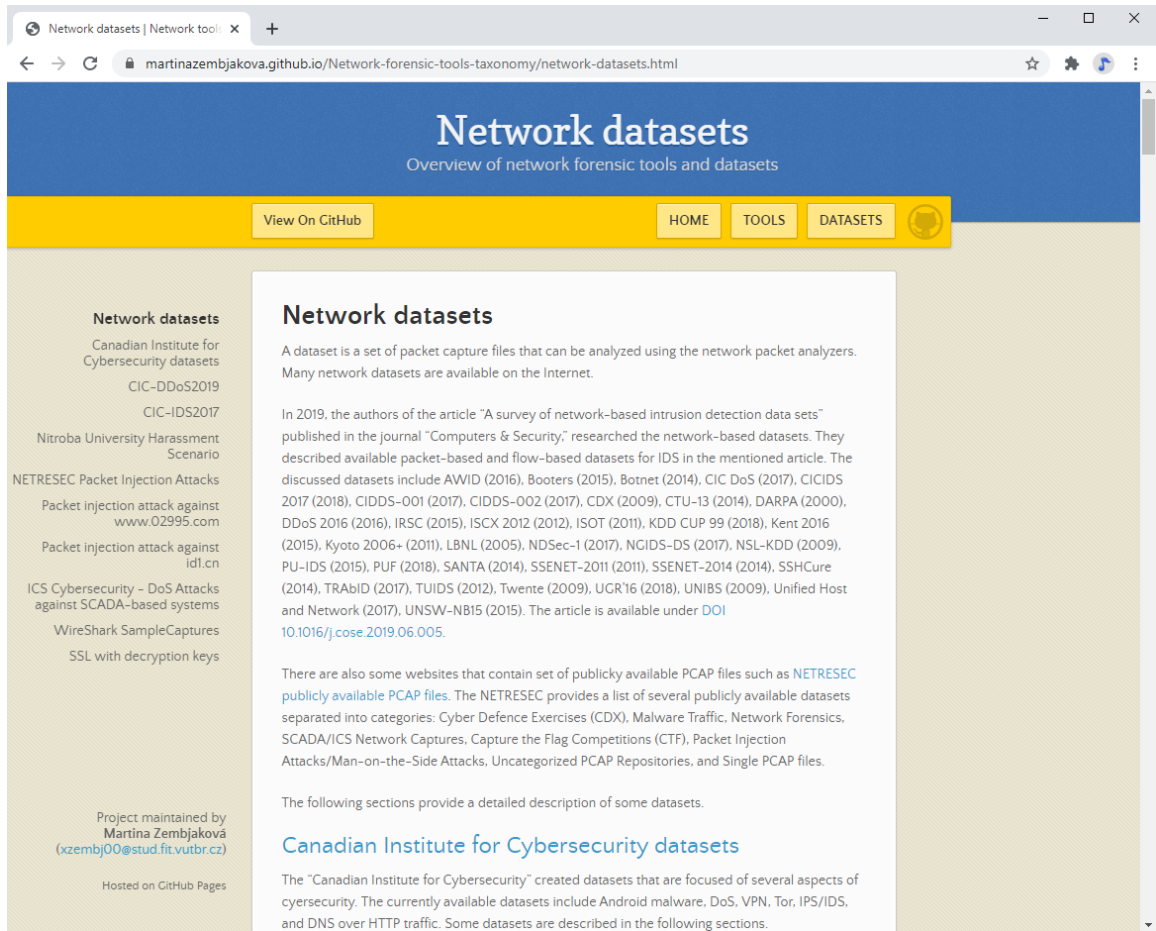 Network datasets | Network tool
martinazembjakova.github.io/Network-forensic-tools-taxonomy/network-datasets.html
Network datasets
Overview of network forensic tools and datasets
View On GitHub
HOME
TOOLS
DATASETS
Network datasets
Canadian Institute for
Cybersecurity datasets
CIC-DDoS2019
CIC-IDS2017
Nitroba University Harassment
Scenario
NETRESEC Packet Injection Attacks
Packet injection attack against
www.02995.com
Packet injection attack against
id1.cn
ICS Cybersecurity - DoS Attacks
against SCADA-based systems
WireShark SampleCaptures
SSL with decryption keys
Project maintained by
Martina Zembjaková
(xzembj00@stud.fit.vutbr.cz)
Hosted on GitHub Pages
Network datasets
A dataset is a set of packet capture files that can be analyzed using the network packet analyzers.
Many network datasets are available on the Internet.
In 2019, the authors of the article "A survey of network-based intrusion detection data sets"
published in the journal "Computers & Security," researched the network-based datasets. They
described available packet-based and flow-based datasets for IDS in the mentioned article. The
discussed datasets include AWID (2016), Booters (2015), Botnet (2014), CIC DoS (2017), CICIDS
2017 (2018), CIDDS-001 (2017), CIDDS-002 (2017), CDX (2009), CTU-13 (2014), DARPA (2000),
DDoS 2016 (2016), IRSC (2015), ISCX 2012 (2012), ISOT (2011), KDD CUP 99 (2018), Kent 2016
(2015), Kyoto 2006+ (2011), LBNL (2005), NDSec-1 (2017), NGIDS-DS (2017), NSL-KDD (2009),
PU-IDS (2015), PUF (2018), SANTA (2014), SSENET-2011 (2011), SSENET-2014 (2014), SSHCure
(2014), TRAbID (2017), TUIDS (2012), Twente (2009), UGR'16 (2018), UNIBS (2009), Unified Host
and Network (2017), UNSW-NB15 (2015). The article is available under DOI
10.1016/j.cose.2019.06.005.
There are also some websites that contain set of publicky available PCAP files such as NETRESEC
publicly available PCAP files. The NETRESEC provides a list of several publicly available datasets
separated into categories: Cyber Defence Exercises (CDX), Malware Traffic, Network Forensics,
SCADA/ICS Network Captures, Capture the Flag Competitions (CTF), Packet Injection
Attacks/Man-on-the-Side Attacks, Uncategorized PCAP Repositories, and Single PCAP files.
The following sections provide a detailed description of some datasets.
Canadian Institute for Cybersecurity datasets
The "Canadian Institute for Cybersecurity" created datasets that are focused of several aspects of
cyersecurity. The currently available datasets include Android malware, DoS, VPN, Tor, IPS/IDS,
and DNS over HTTP traffic. Some datasets are described in the following sections.